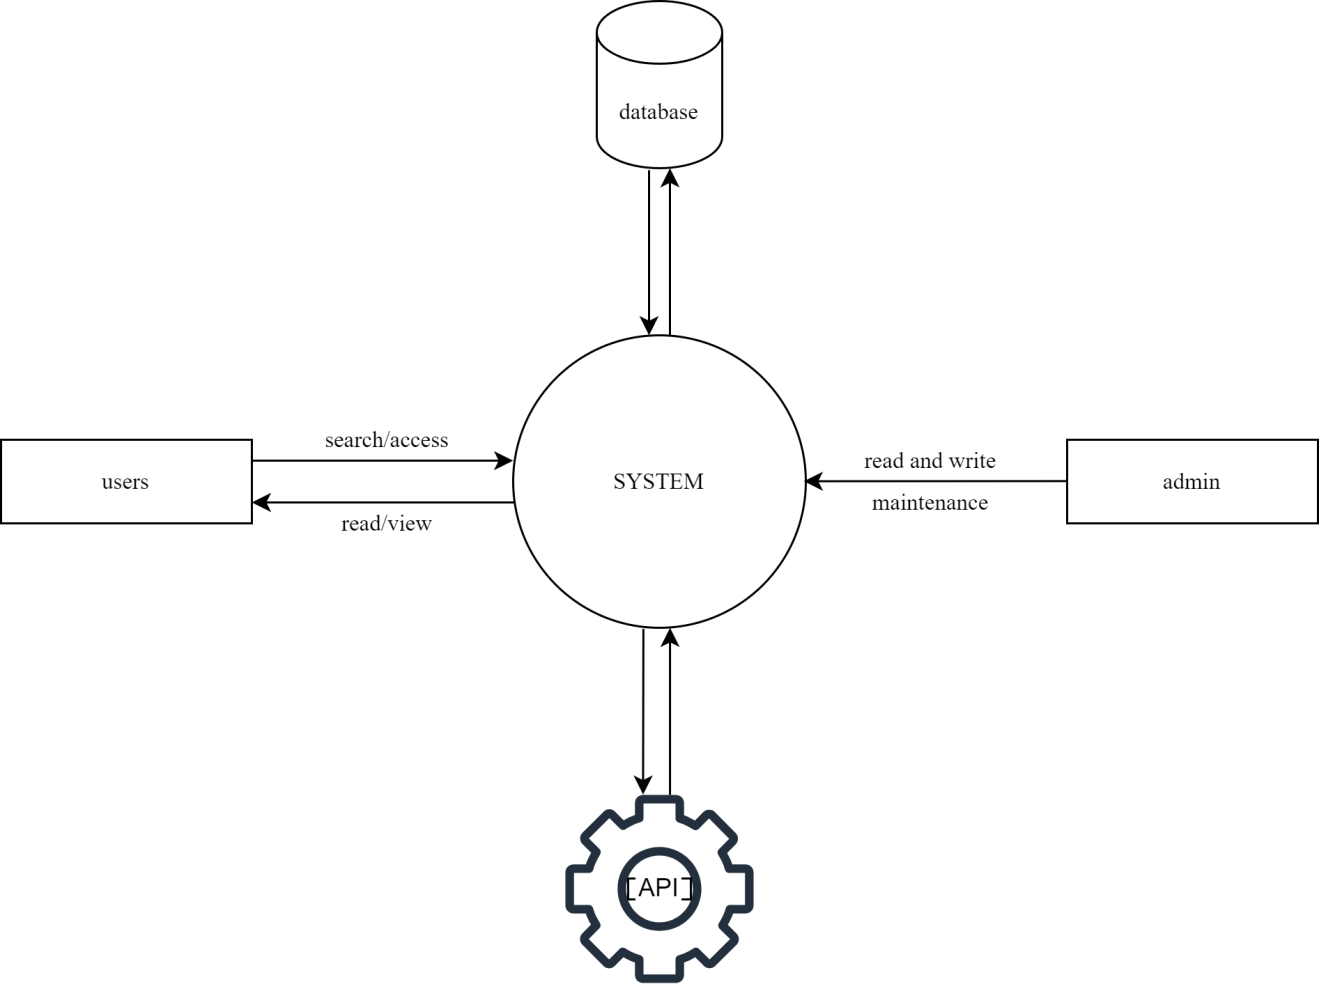 database
search/access
users
read/view
SYSTEM
read and write
maintenance
admin
[API]